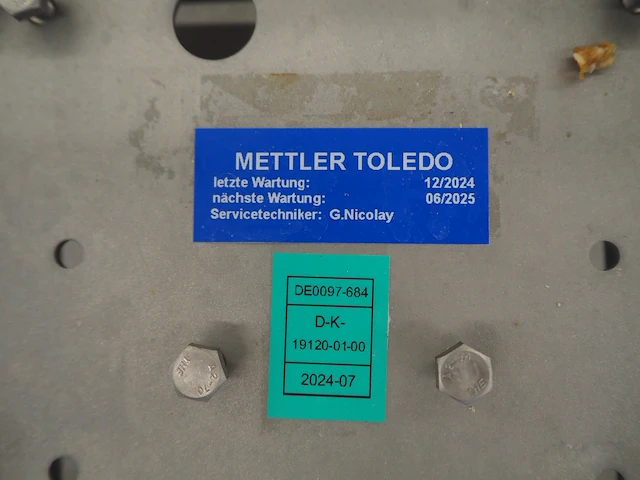 METTLER TOLEDO
letzte Wartung: 12/2024
nächste Wartung: 06/2025
Servicetechniker: G.Nicolay
DE0097-684
D-K-
19120-01-00
2024-07